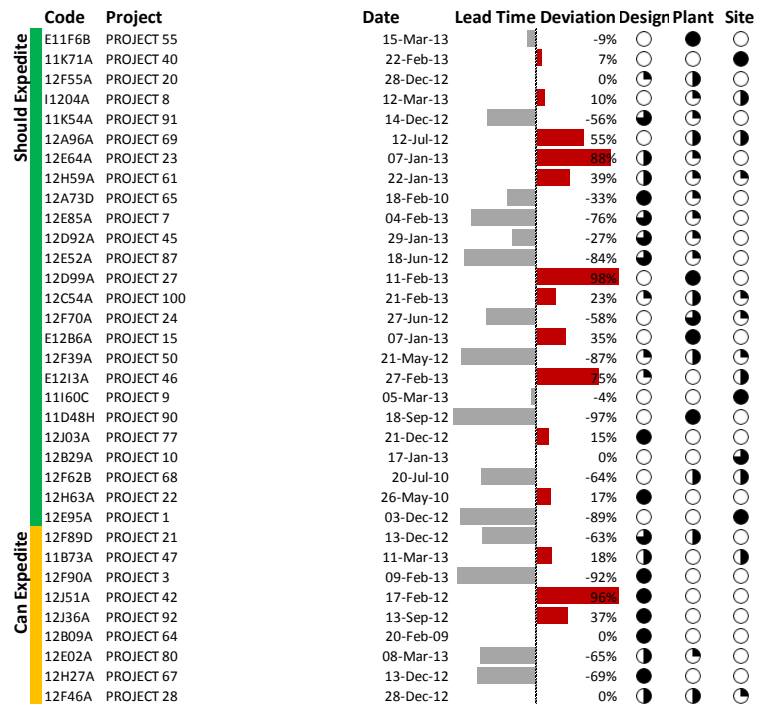 Code Project Date Lead Time Deviation Design Plant Site
Should Expedite
E11F6B PROJECT 55 15-Mar-13 -9%
11K71A PROJECT 40 22-Feb-13 7%
12F55A PROJECT 20 28-Dec-12 0%
I1204A PROJECT 8 12-Mar-13 10%
11K54A PROJECT 91 14-Dec-12 -56%
12A96A PROJECT 69 12-Jul-12 55%
12E64A PROJECT 23 07-Jan-13 88%
12H59A PROJECT 61 22-Jan-13 39%
12A73D PROJECT 65 18-Feb-10 -33%
12E85A PROJECT 7 04-Feb-13 -76%
12D92A PROJECT 45 29-Jan-13 -27%
12E52A PROJECT 87 18-Jun-12 -84%
12D99A PROJECT 27 11-Feb-13 98%
12C54A PROJECT 100 21-Feb-13 23%
12F70A PROJECT 24 27-Jun-12 -58%
E12B6A PROJECT 15 07-Jan-13 35%
12F39A PROJECT 50 21-May-12 -87%
E12I3A PROJECT 46 27-Feb-13 75%
11I60C PROJECT 9 05-Mar-13 -4%
11D48H PROJECT 90 18-Sep-12 -97%
12J03A PROJECT 77 21-Dec-12 15%
12B29A PROJECT 10 17-Jan-13 0%
12F62B PROJECT 68 20-Jul-10 -64%
12H63A PROJECT 22 26-May-10 17%
12E95A PROJECT 1 03-Dec-12 -89%
Can Expedite
12F89D PROJECT 21 13-Dec-12 -63%
11B73A PROJECT 47 11-Mar-13 18%
12F90A PROJECT 3 09-Feb-13 -92%
12J51A PROJECT 42 17-Feb-12 96%
12J36A PROJECT 92 13-Sep-12 37%
12B09A PROJECT 64 20-Feb-09 0%
12E02A PROJECT 80 08-Mar-13 -65%
12H27A PROJECT 67 13-Dec-12 -69%
12F46A PROJECT 28 28-Dec-12 0%